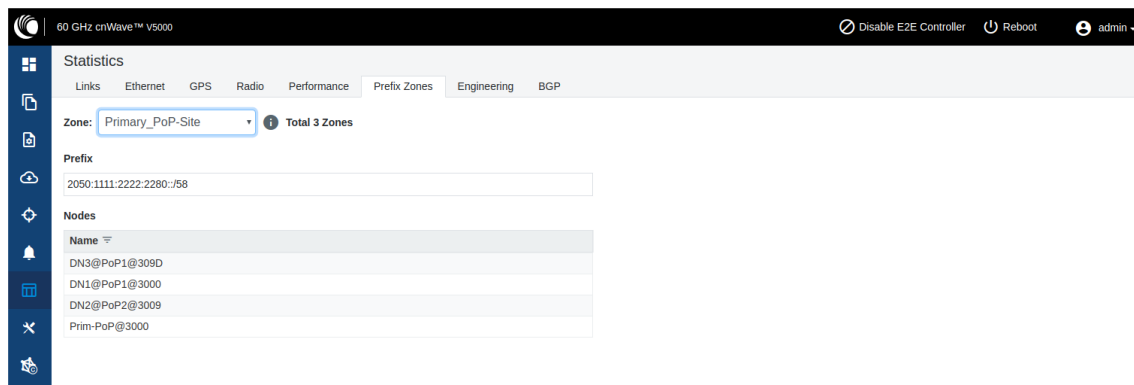 60 GHz cnWave™ V5000 Disable E2E Controller Reboot admin
Statistics
Links Ethernet GPS Radio Performance Prefix Zones Engineering BGP
Zone: Primary_PoP-Site Total 3 Zones
Prefix
2050:1111:2222:2280::/58
Nodes
Name
DN3@PoP1@309D
DN1@PoP1@3000
DN2@PoP2@3009
Prim-PoP@3000